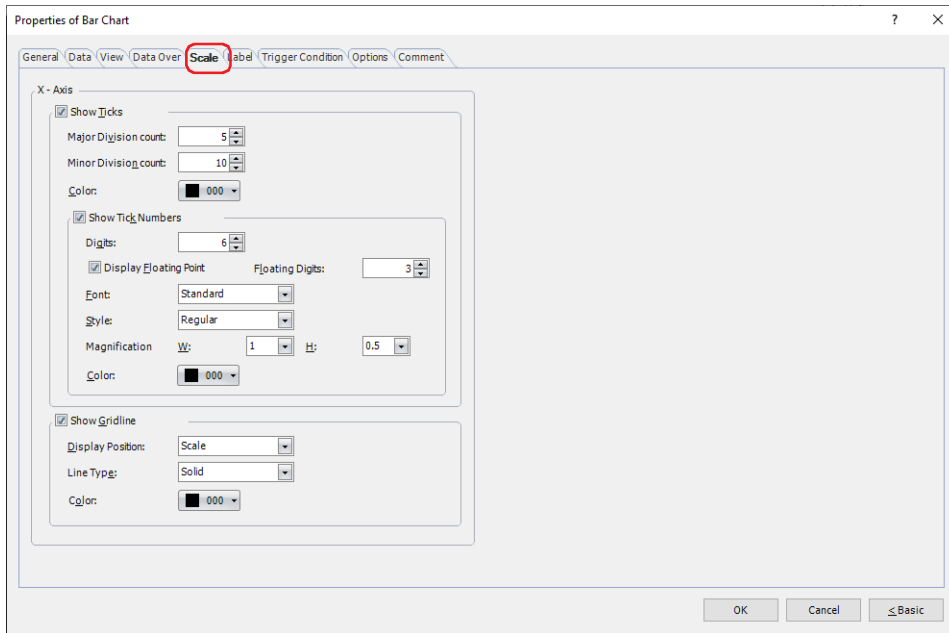 Properties of Bar Chart ?
General Data View Data Over Scale Label Trigger Condition Options Comment
X - Axis
Show Ticks
Major Division count: 5
Minor Division count: 10
Color: 000
Show Tick Numbers
Digits: 6
Display Floating Point Floating Digits: 3
Font: Standard
Style: Regular
Magnification W: 1 H: 0.5
Color: 000
Show Gridline
Display Position: Scale
Line Type: Solid
Color: 000
OK Cancel < Basic